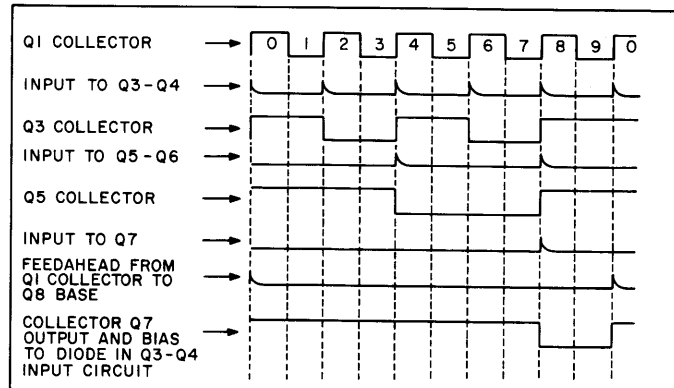 Q1 COLLECTOR
0 1 2 3 4 5 6 7 8 9 0
INPUT TO Q3-Q4
Q3 COLLECTOR
INPUT TO Q5-Q6
Q5 COLLECTOR
INPUT TO Q7
FEEDAHEAD FROM
Q1 COLLECTOR TO
Q8 BASE
COLLECTOR Q7
OUTPUT AND BIAS
TO DIODE IN Q3-Q4
INPUT CIRCUIT